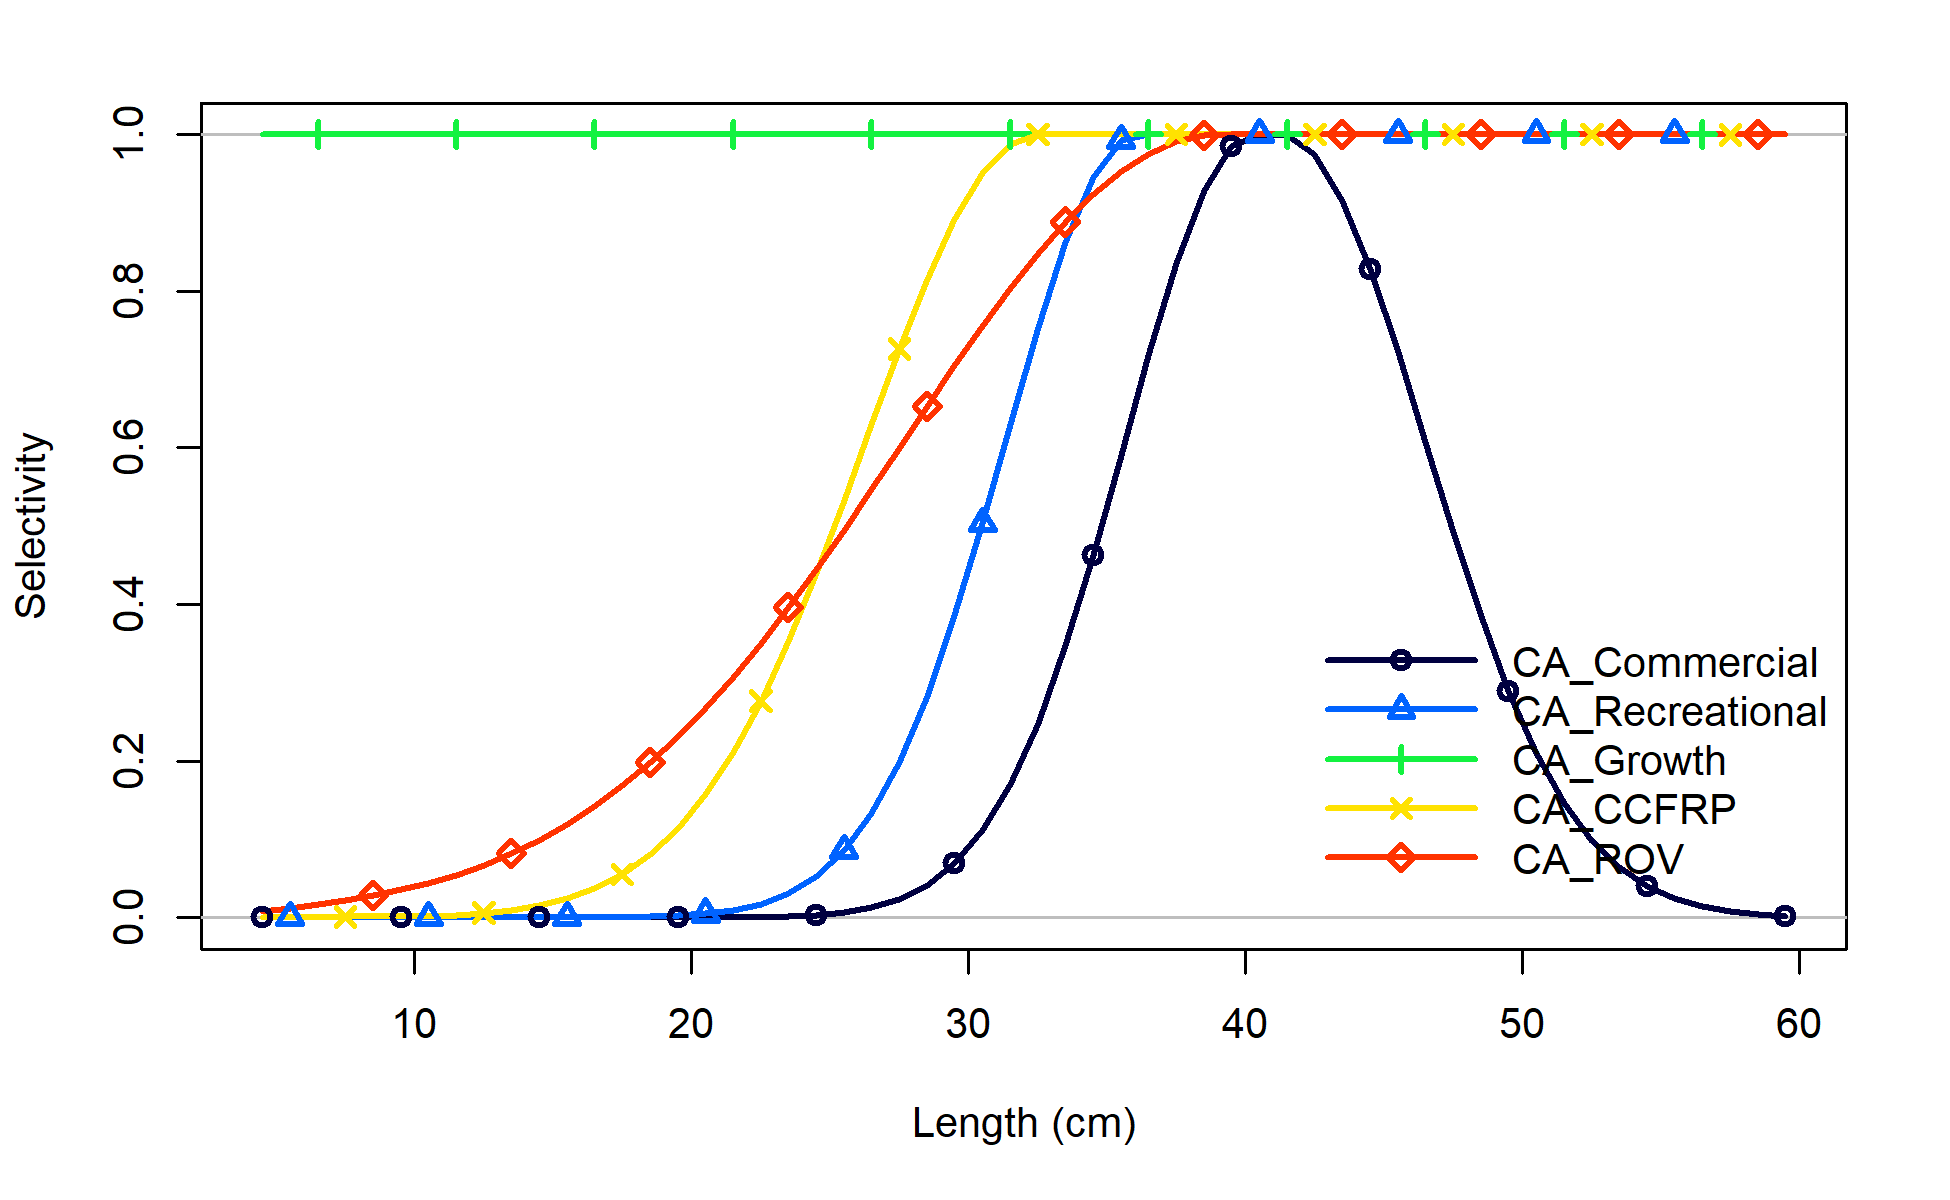 1.0
0.8
0.6
0.4
0.2
0.0
Selectivity
CA_Commercial
CA_Recreational
CA_Growth
CA_CCFRP
CA_ROV
10 20 30 40 50 60
Length (cm)